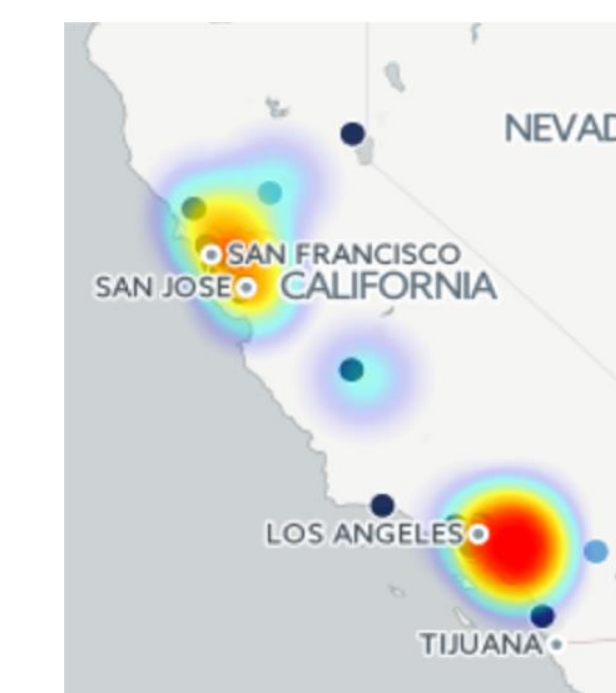 NEVAD
SAN FRANCISCO
SAN JOSE
CALIFORNIA
LOS ANGELES
TIJUANA